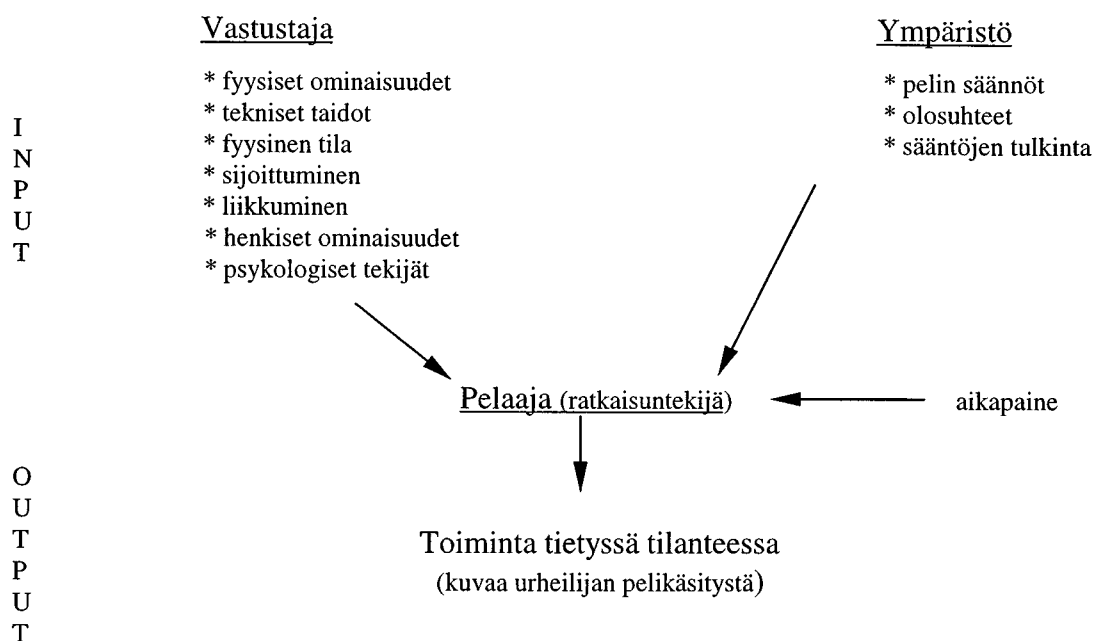 Vastustaja
* fyysiset ominaisuudet
* tekniset taidot
* fyysinen tila
* sijoittuminen
* liikkuminen
* henkiset ominaisuudet
* psykologiset tekijät
Ympäristö
* pelin säännöt
* olosuhteet
* sääntöjen tulkinta
I
N
P
U
T
Pelaaja (ratkaisuntekijä)
aikapaine
O
U
T
P
U
T
Toiminta tietyssä tilanteessa
(kuvaa urheilijan pelikäsitystä)